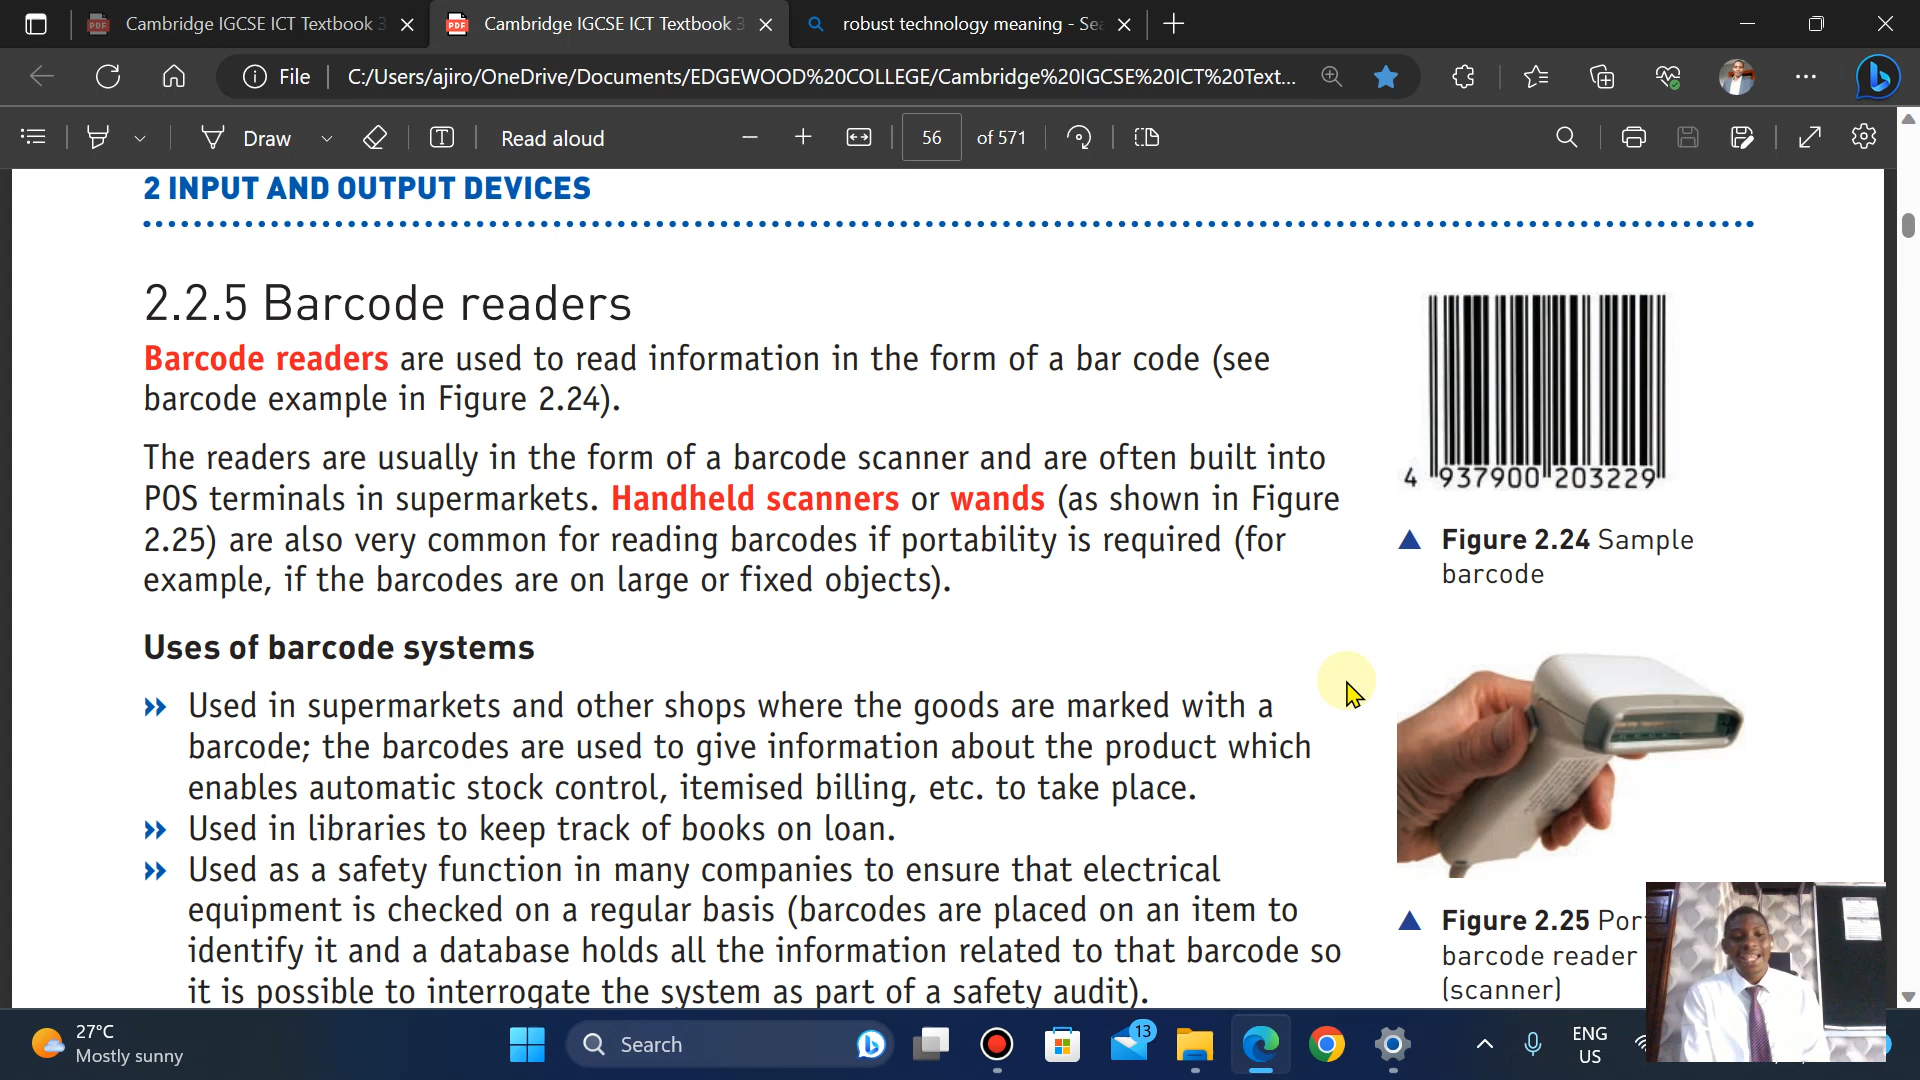 Cambridge IGCSE ICT Textbook 3
Cambridge IGCSE ICT Textbook 3
robust technology meaning - Sea
File
C:/Users/ajiro/OneDrive/Documents/EDGEWOOD%20COLLEGE/Cambridge%20IGCSE%20ICT%20Text...
Draw
Read aloud
56
of 571
2 INPUT AND OUTPUT DEVICES
2.2.5 Barcode readers
Barcode readers are used to read information in the form of a bar code (see
barcode example in Figure 2.24).
The readers are usually in the form of a barcode scanner and are often built into
POS terminals in supermarkets. Handheld scanners or wands (as shown in Figure
2.25) are also very common for reading barcodes if portability is required (for
example, if the barcodes are on large or fixed objects).
4 937900 203229
Figure 2.24 Sample
barcode
Uses of barcode systems
Used in supermarkets and other shops where the goods are marked with a
barcode; the barcodes are used to give information about the product which
enables automatic stock control, itemised billing, etc. to take place.
Used in libraries to keep track of books on loan.
Used as a safety function in many companies to ensure that electrical
equipment is checked on a regular basis (barcodes are placed on an item to
identify it and a database holds all the information related to that barcode so
it is possible to interrogate the system as part of a safety audit).
Figure 2.25 Por
barcode reader
(scanner)
27°C
Mostly sunny
Search
13
ENG
US